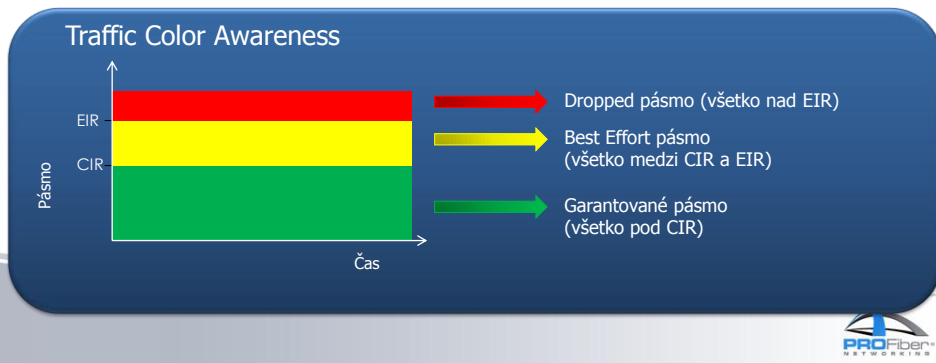 Traffic Color Awareness
EIR
CIR
Pásmo
Čas
Dropped pásmo (všetko nad EIR)
Best Effort pásmo
(všetko medzi CIR a EIR)
Garantované pásmo
(všetko pod CIR)
PROFiber
NETWORKING